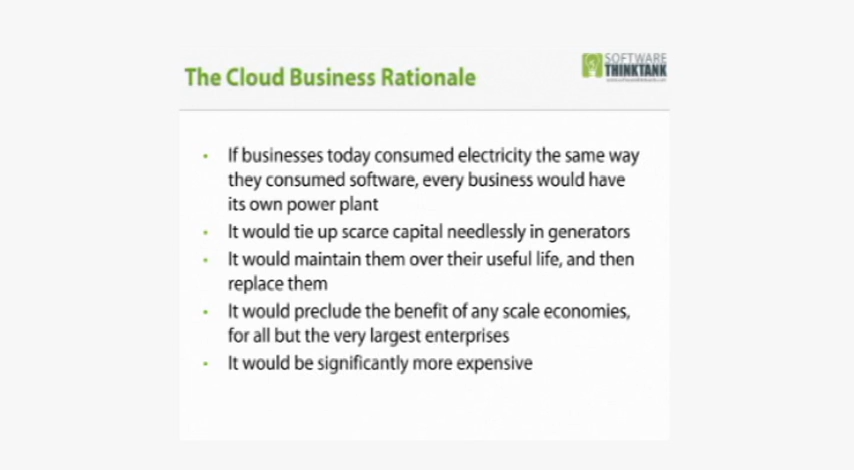 The Cloud Business Rationale
SOFTWARE
THINKTANK
• If businesses today consumed electricity the same way
they consumed software, every business would have
its own power plant
• It would tie up scarce capital needlessly in generators
• It would maintain them over their useful life, and then
replace them
• It would preclude the benefit of any scale economies,
for all but the very largest enterprises
• It would be significantly more expensive